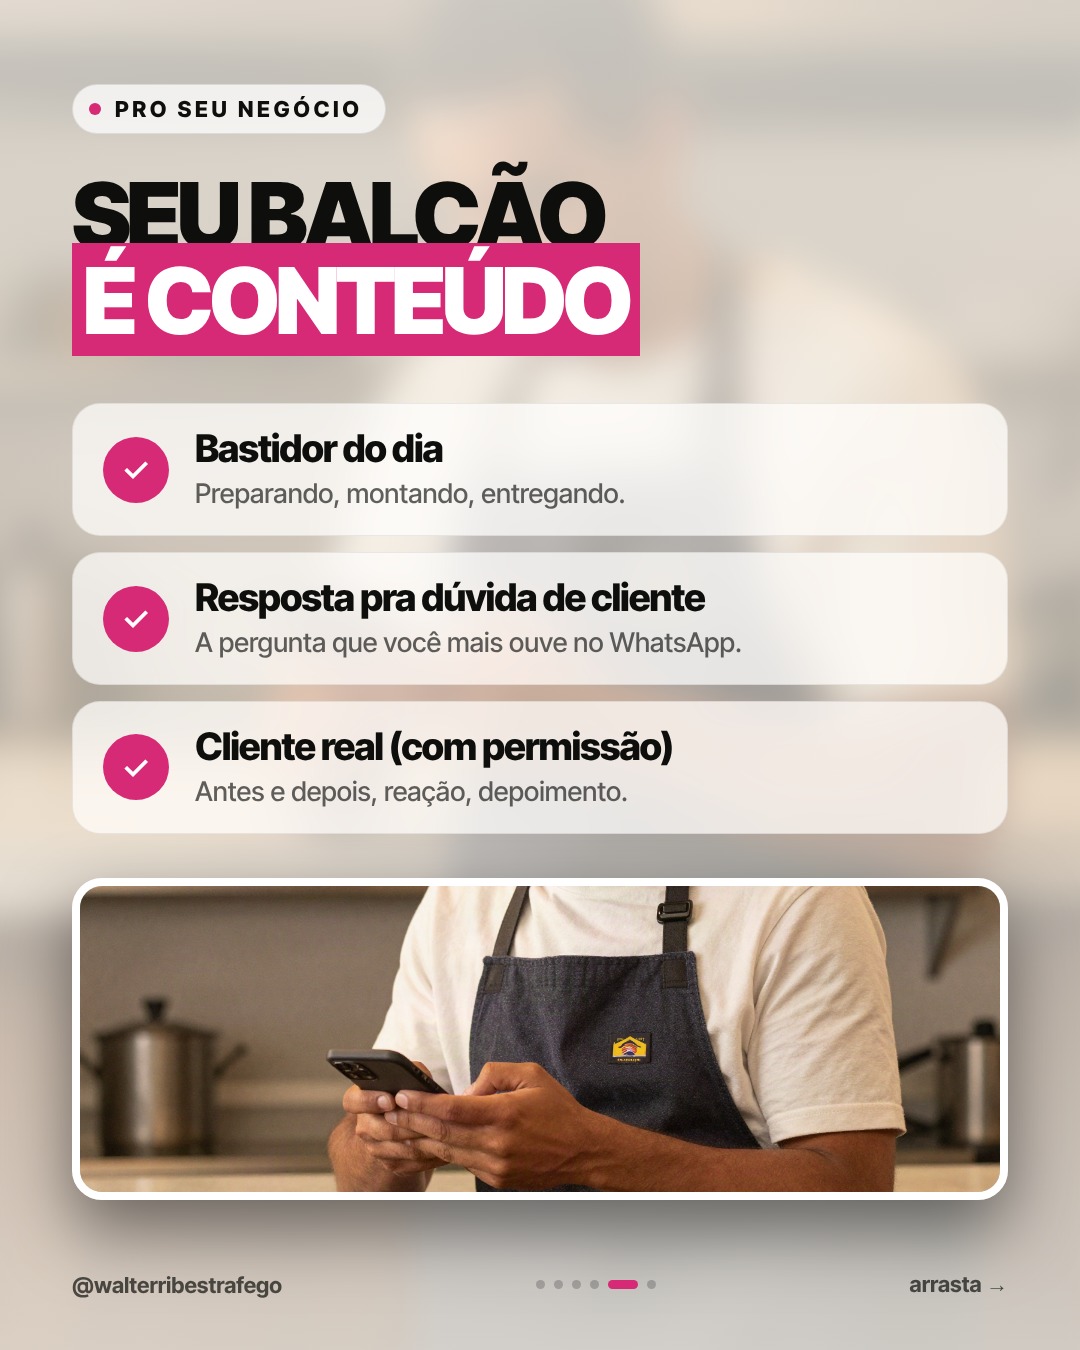 PRO SEU NEGÓCIO
SEU BALCÃO
É CONTEÚDO
Bastidor do dia
Preparando, montando, entregando.
Resposta pra dúvida de cliente
A pergunta que você mais ouve no WhatsApp.
Cliente real (com permissão)
Antes e depois, reação, depoimento.
@walterribestrafego
arrasta →